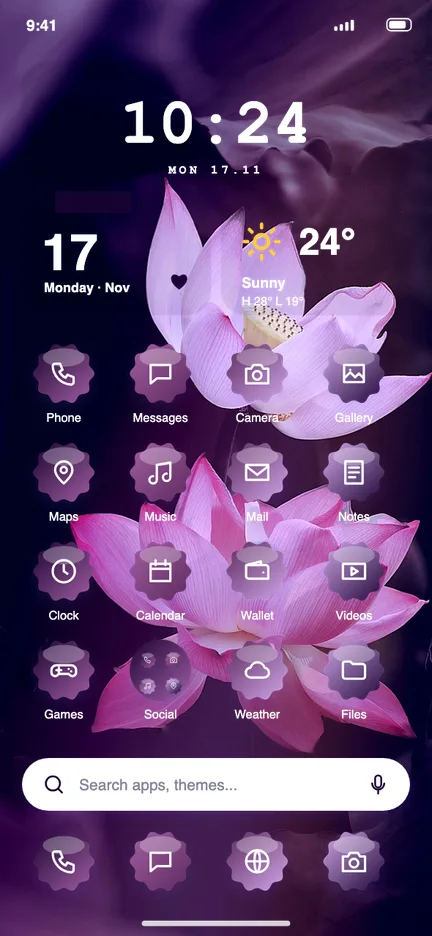 9:41
10:24
MON 17.11
17
Monday · Nov
24°
Sunny
H 28° L 19°
Phone Messages Camera Gallery
Maps Music Mail Notes
Clock Calendar Wallet Videos
Games Social Weather Files
Search apps, themes...